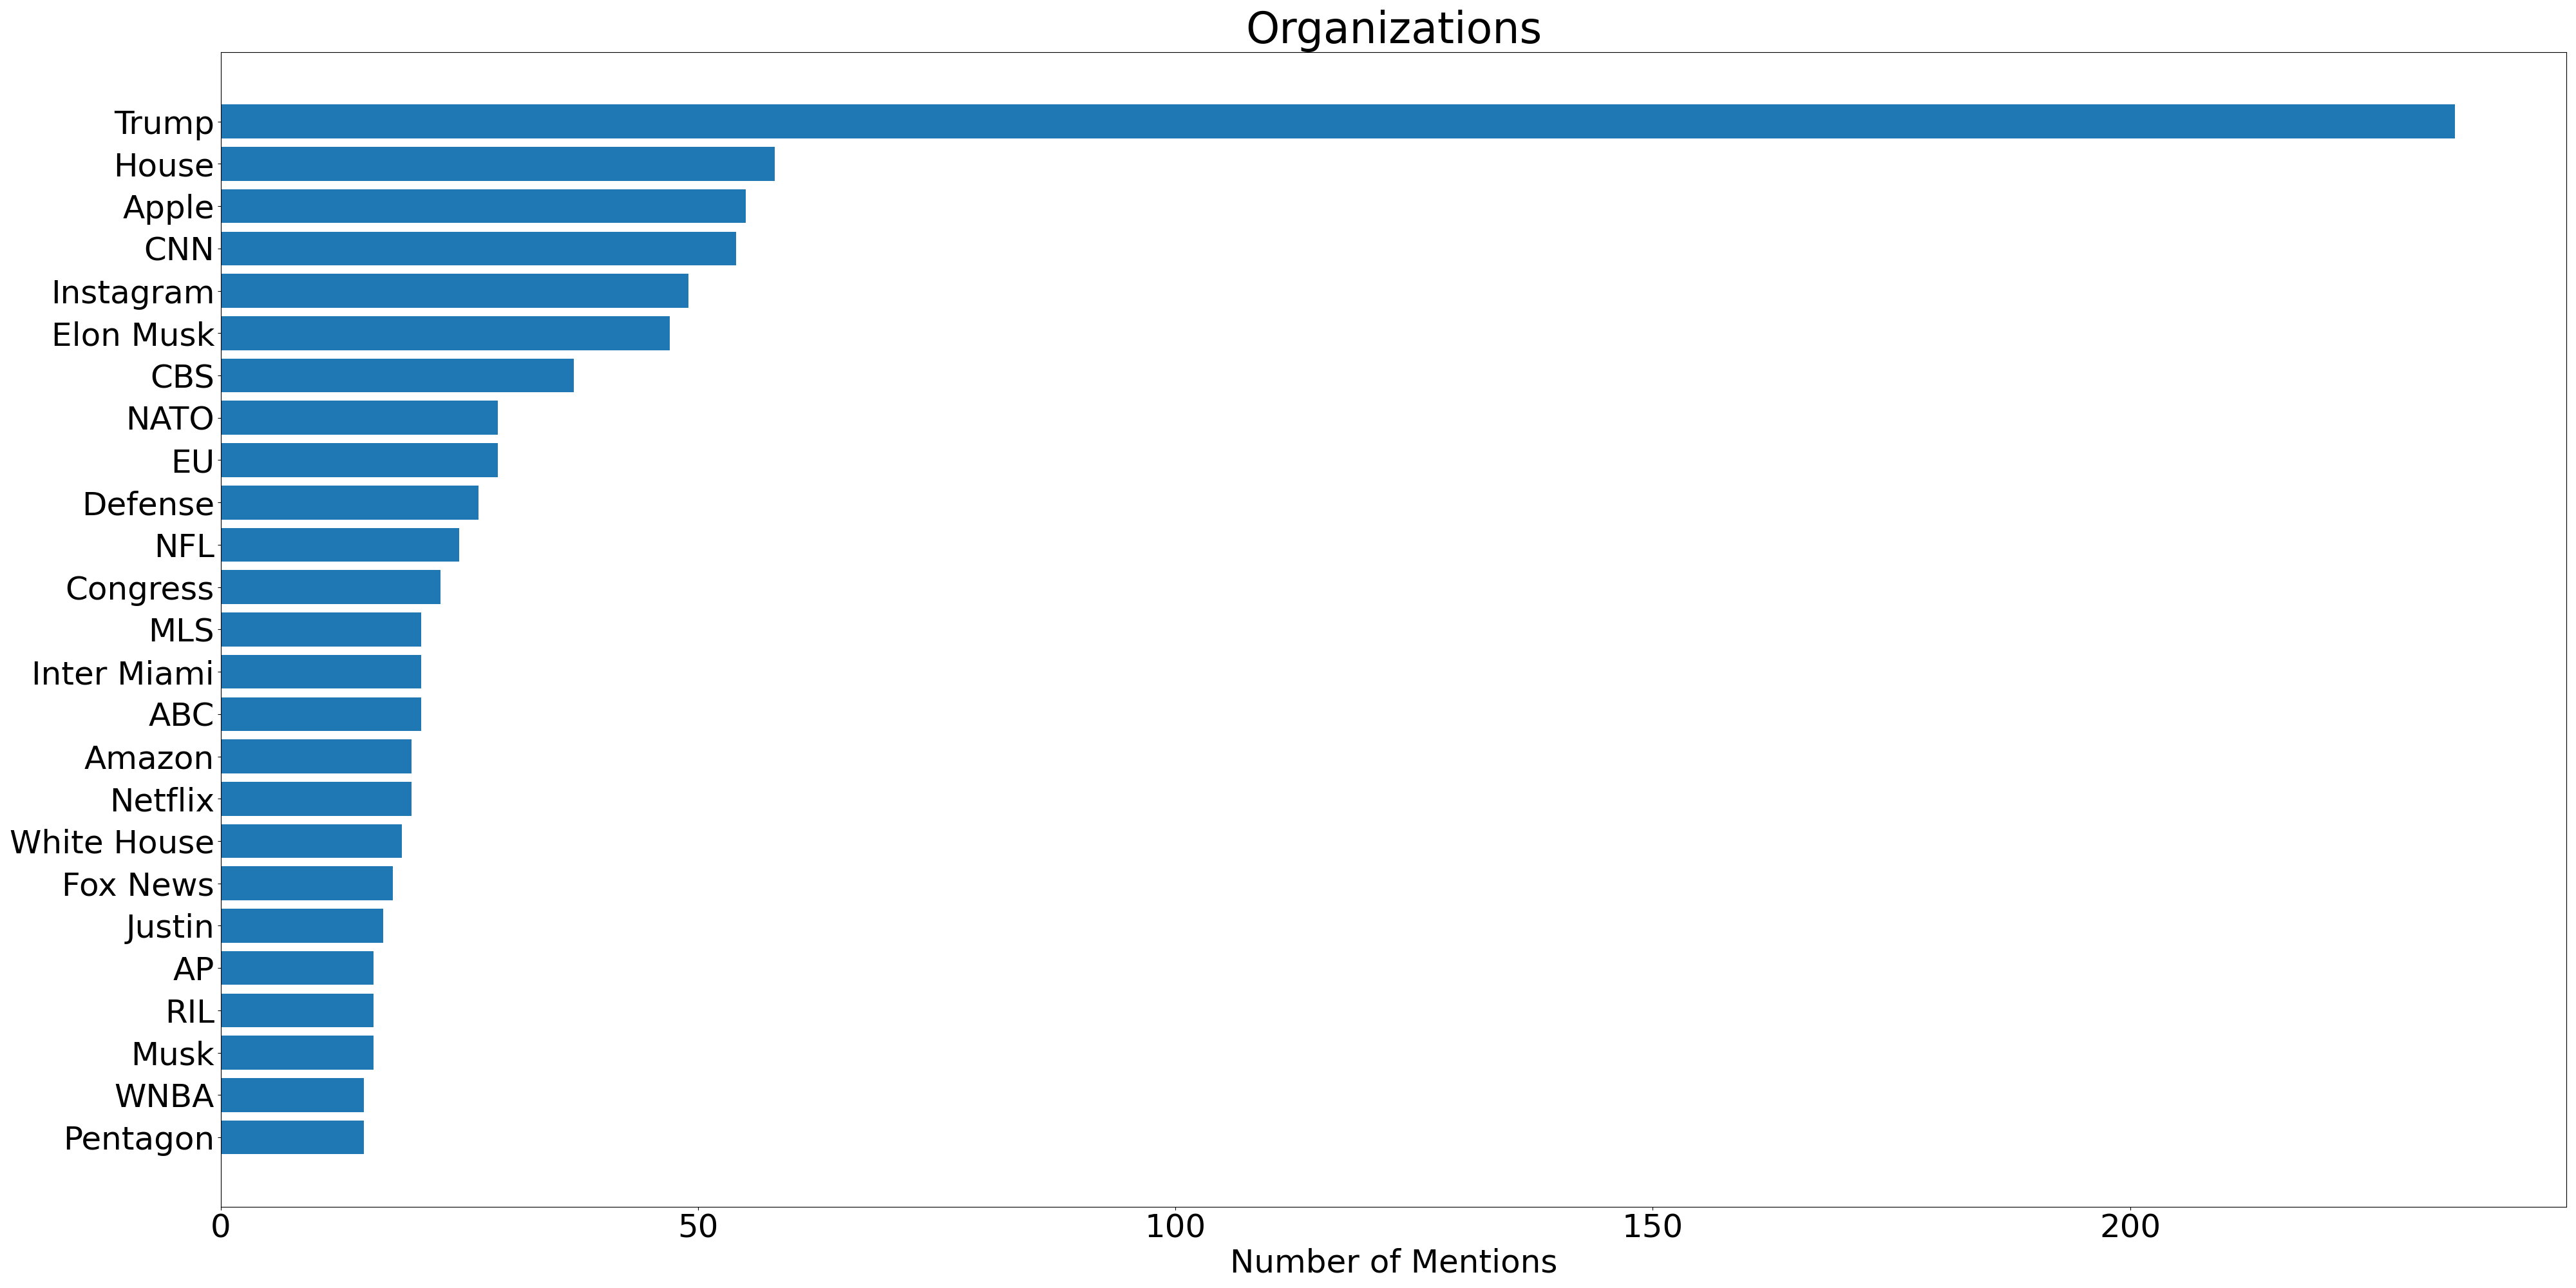 Organizations
Trump
House
Apple
CNN
Instagram
Elon Musk
CBS
NATO
EU
Defense
NFL
Congress
MLS
Inter Miami
ABC
Amazon
Netflix
White House
Fox News
Justin
AP
RIL
Musk
WNBA
Pentagon
0 50 100 150 200
Number of Mentions